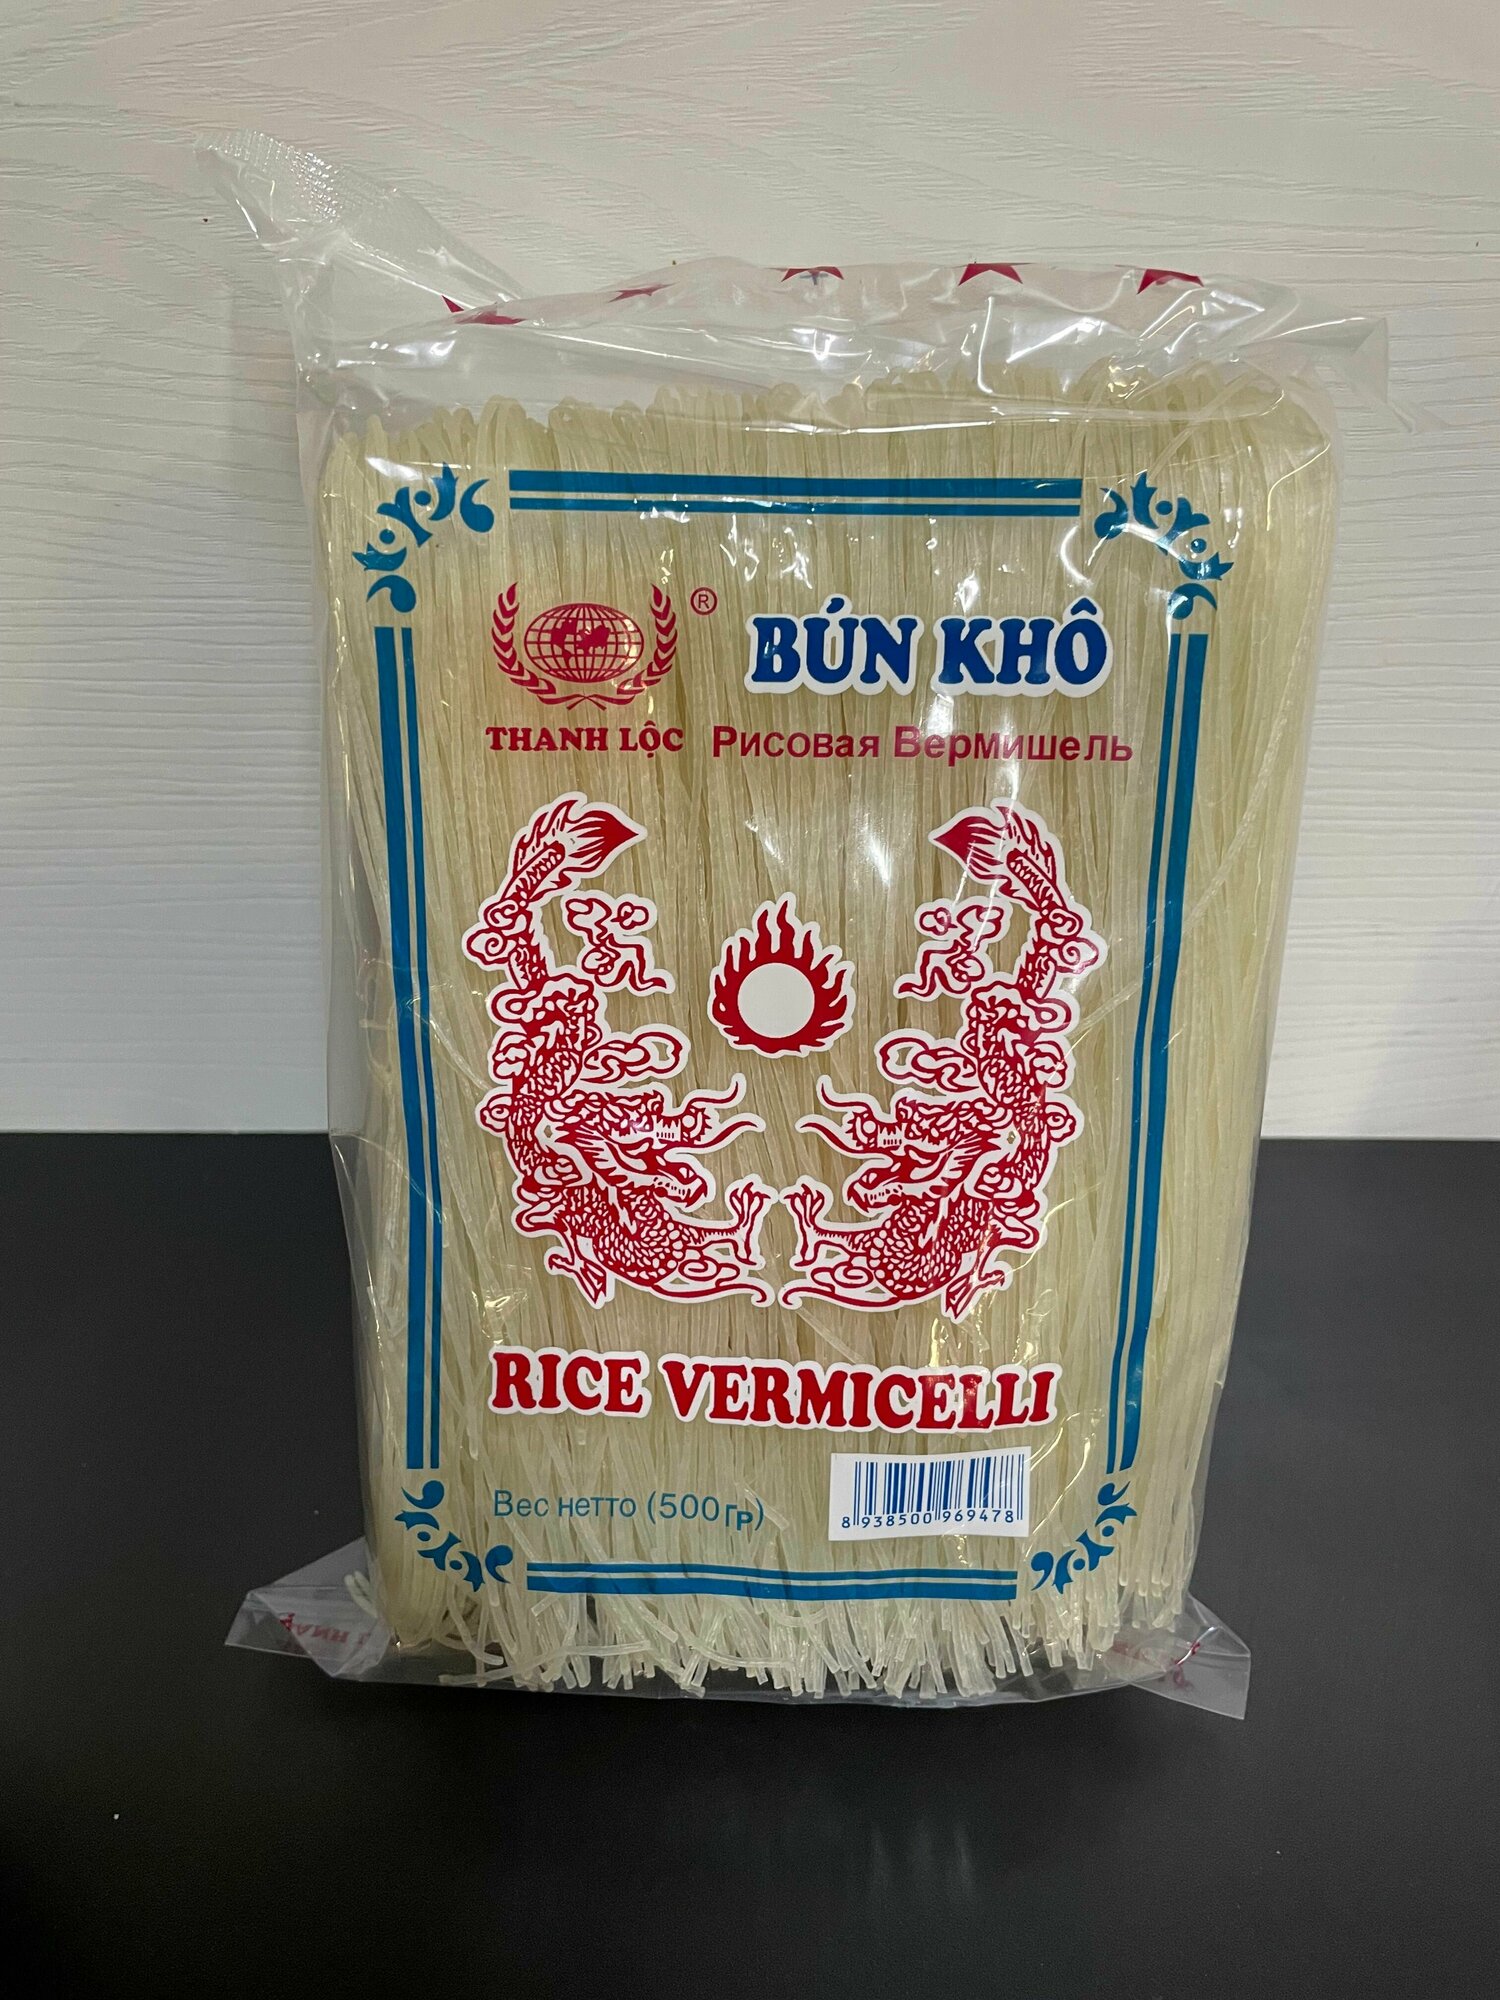 ®
BÚN KHÔ
THANH LỘC
Рисовая Вермишель
RICE VERMICELLI
Вес нетто (500гр)
8 938500 969478